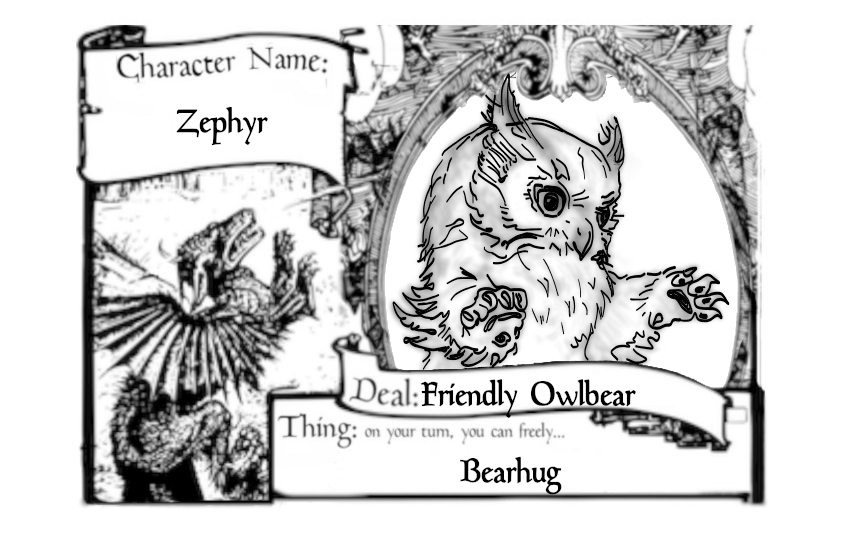 Character Name:
Zephyr
Deal: Friendly Owlbear
Thing: on your turn, you can freely...
Bearhug